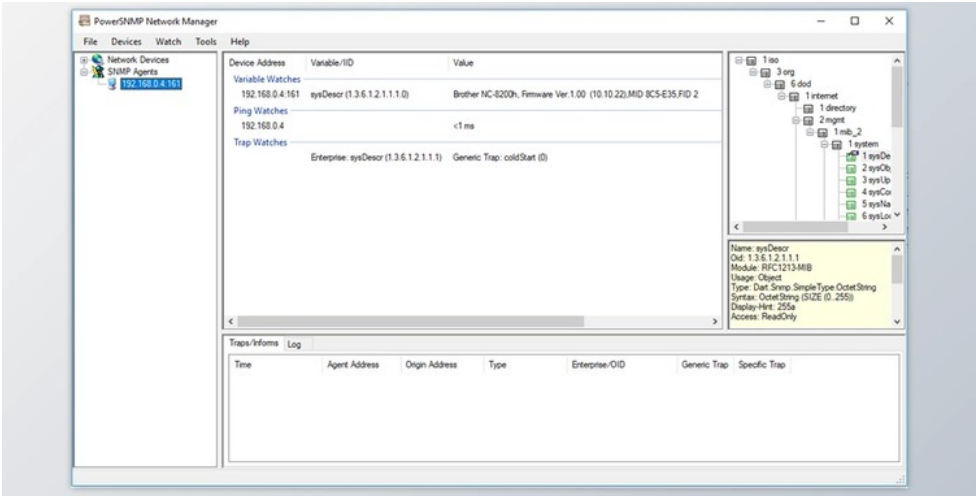 PowerSNMP Network Manager
File Devices Watch Tools Help
Network Devices
SNMP Agents
192.168.0.4:161
Device Address Variable/IID Value
Variable Watches
192.168.0.4:161 sysDescr (1.3.6.1.2.1.1.1.0) Brother NC-8200h, Firmware Ver.1.00 (10.10.22),MID 8C5-E35,FID 2
Ping Watches
192.168.0.4 <1 ms
Trap Watches
Enterprise: sysDescr (1.3.6.1.2.1.1.1) Generic Trap: coldStart (0)
1 iso
3 org
6 dod
1 internet
1 directory
2 mgmt
1 mib_2
1 system
1 sysDe
2 sysOb
3 sysUp
4 sysCo
5 sysNa
6 sysLo
Name: sysDescr
Oid: 1.3.6.1.2.1.1.1
Module: RFC1213-MIB
Usage: Object
Type: Dart.Snmp.SimpleType.OctetString
Syntax: OctetString (SIZE (0..255))
Display-Hint: 255a
Access: ReadOnly
Traps/Informs Log
Time Agent Address Origin Address Type Enterprise/OID Generic Trap Specific Trap